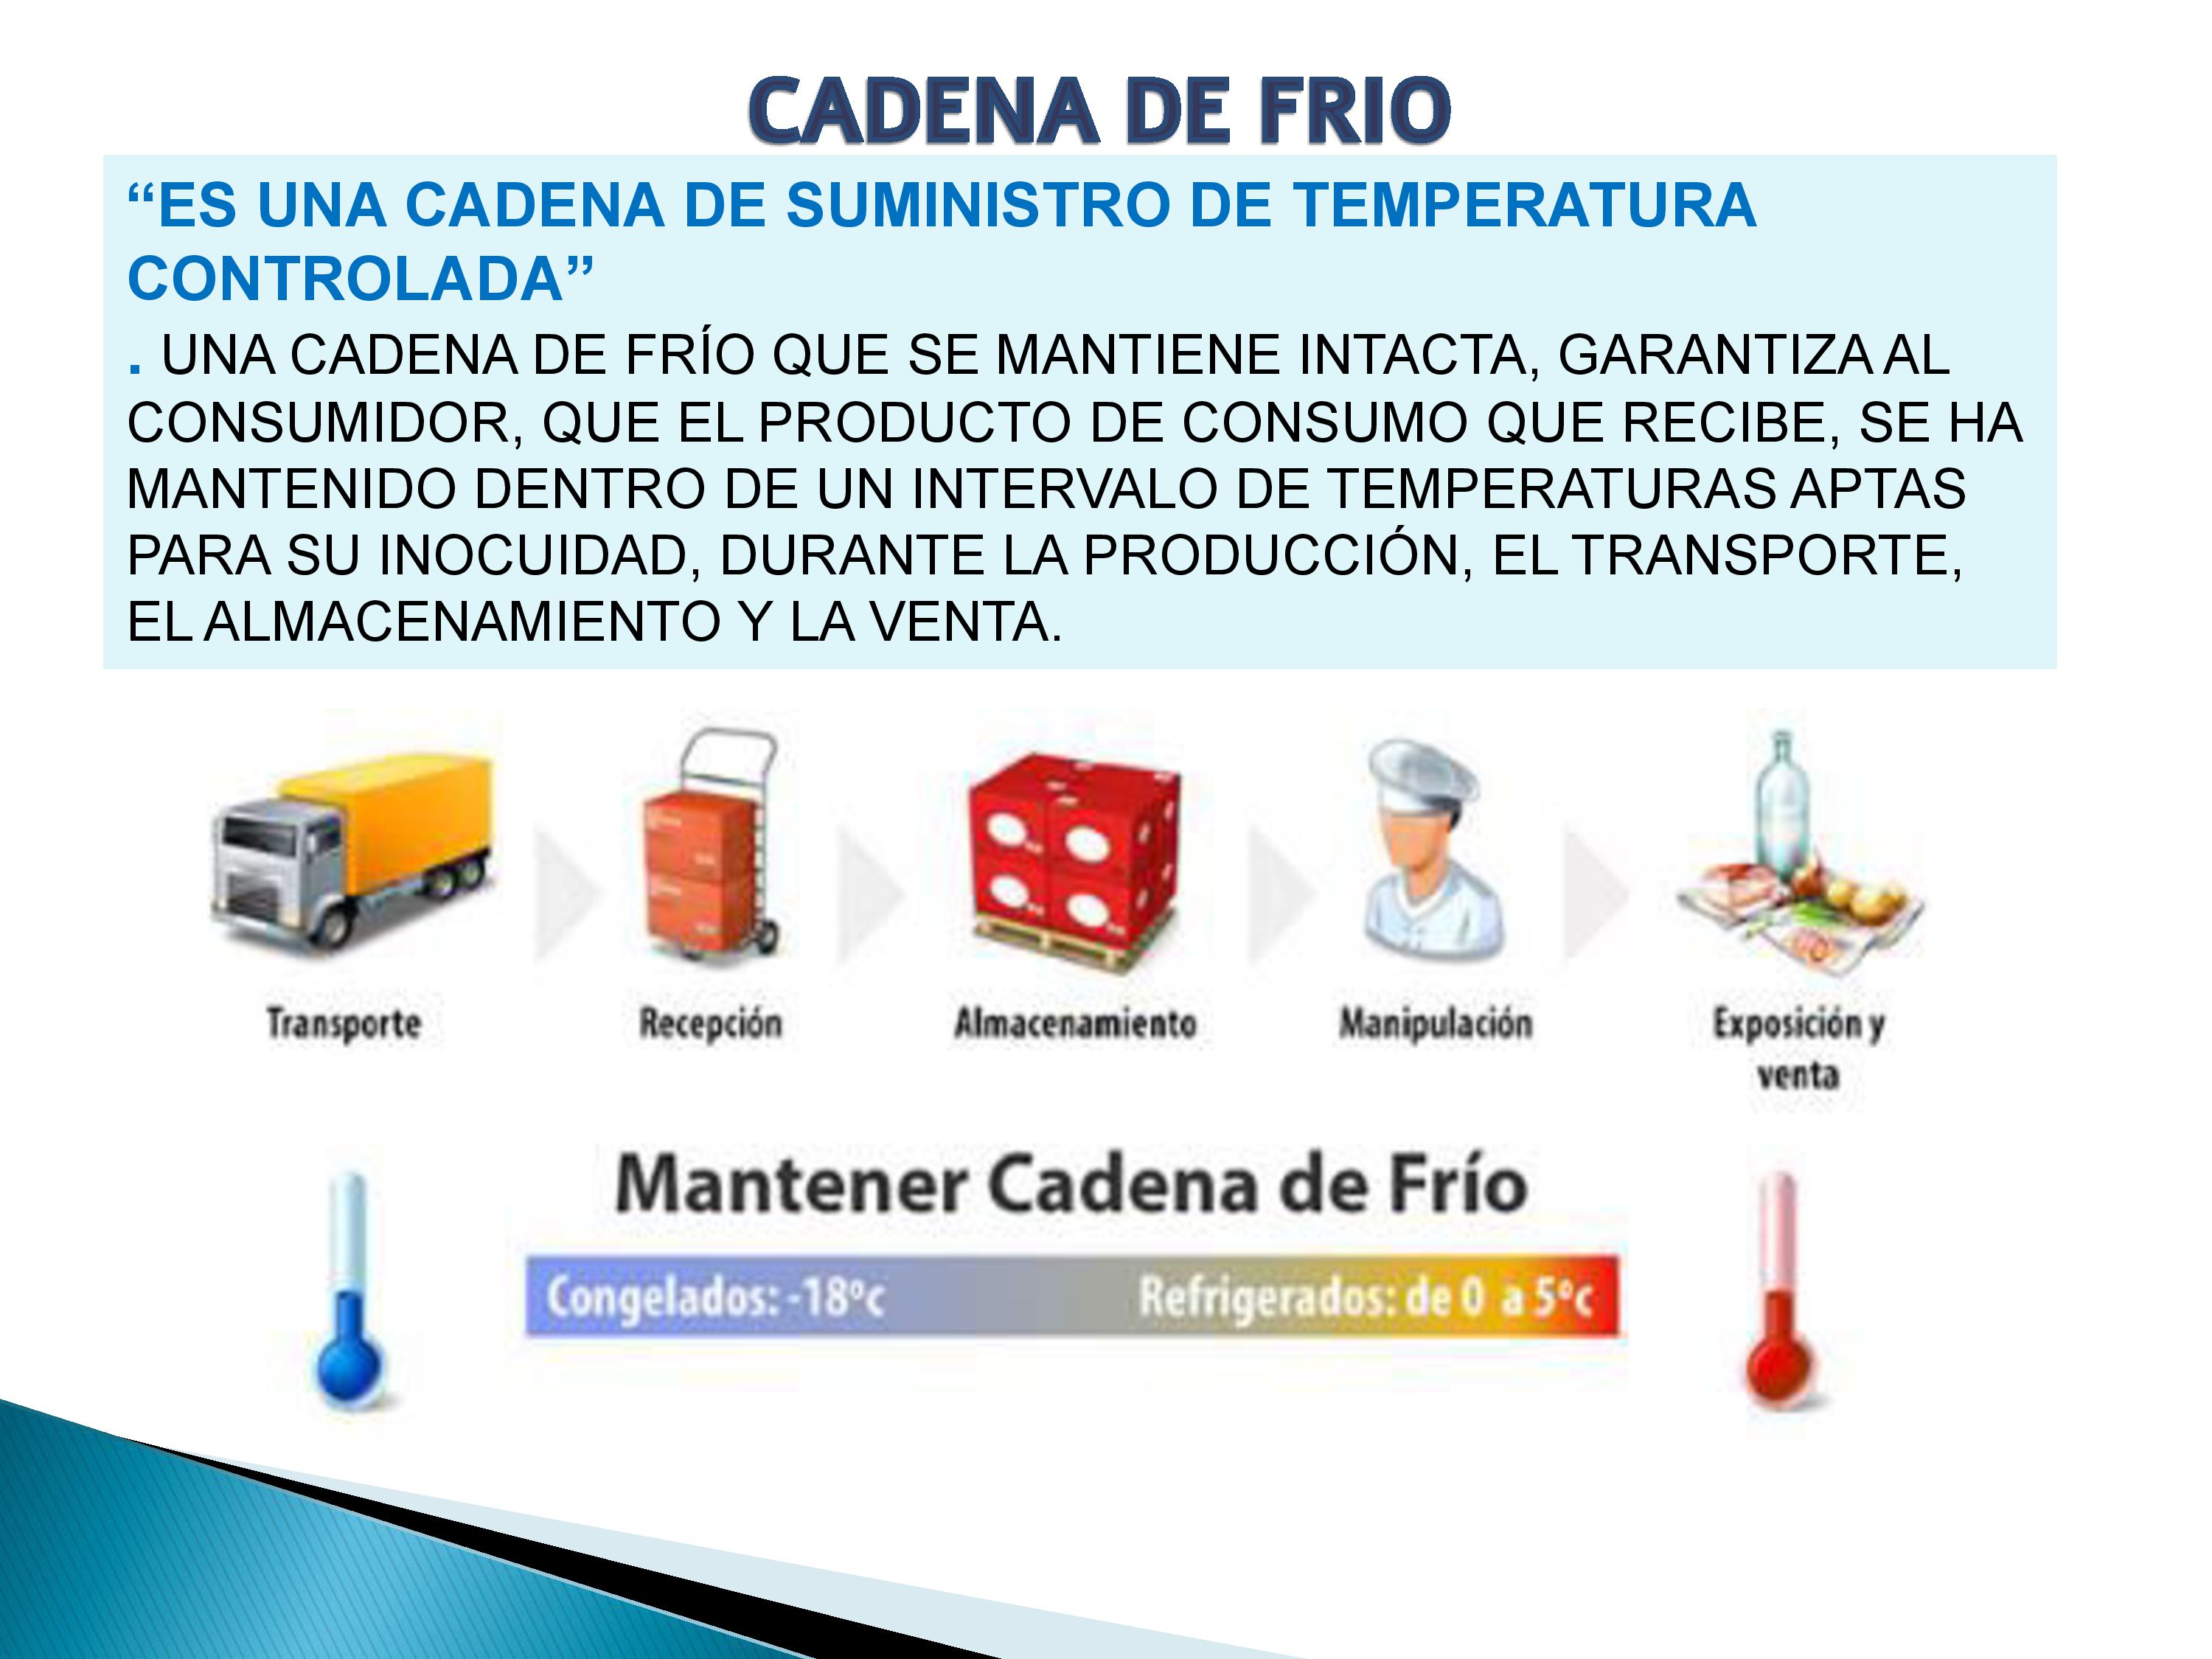 CADENA DE FRIO
“ES UNA CADENA DE SUMINISTRO DE TEMPERATURA
CONTROLADA”
. UNA CADENA DE FRÍO QUE SE MANTIENE INTACTA, GARANTIZA AL
CONSUMIDOR, QUE EL PRODUCTO DE CONSUMO QUE RECIBE, SE HA
MANTENIDO DENTRO DE UN INTERVALO DE TEMPERATURAS APTAS
PARA SU INOCUIDAD, DURANTE LA PRODUCCIÓN, EL TRANSPORTE,
EL ALMACENAMIENTO Y LA VENTA.
Transporte
Recepción
Almacenamiento
Manipulación
Exposición y
venta
Mantener Cadena de Frío
Congelados: -18ºc
Refrigerados: de 0 a 5ºc